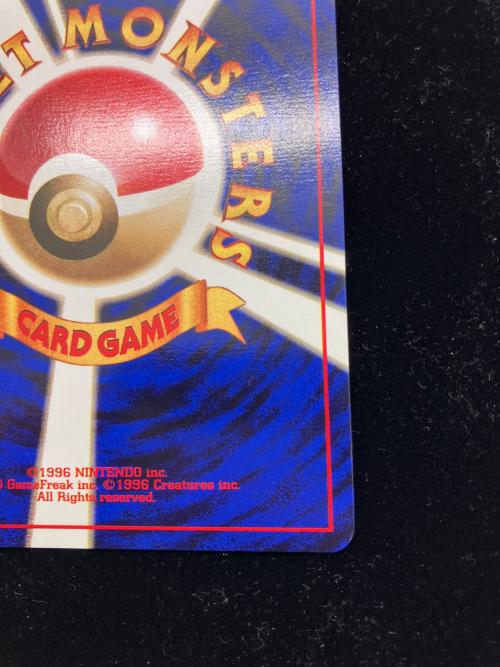 ET MONSTERS
CARD GAME
©1996 NINTENDO inc.
GameFreak inc. ©1996 Creatures inc.
All Rights reserved.